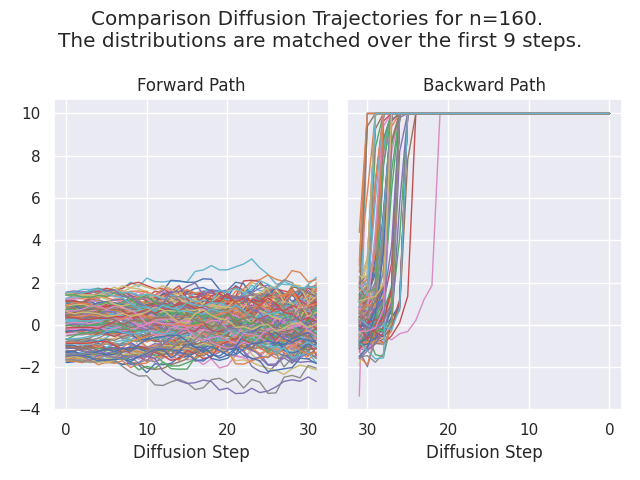 Comparison Diffusion Trajectories for n=160.
The distributions are matched over the first 9 steps.
Forward Path
Backward Path
10
8
6
4
2
0
−2
−4
0
10
20
30
30
20
10
0
Diffusion Step
Diffusion Step